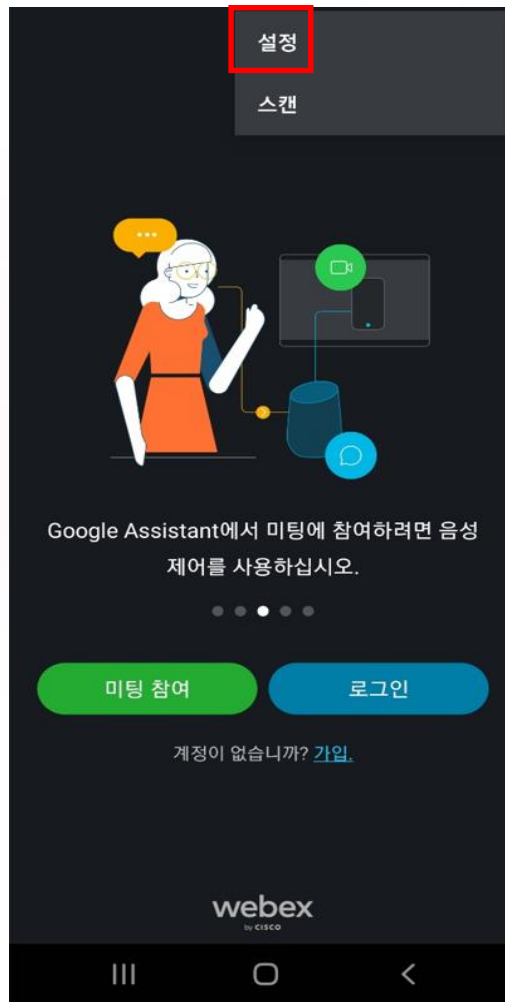 설정
스캔
Google Assistant에서 미팅에 참여하려면 음성
제어를 사용하십시오.
미팅 참여
로그인
계정이 없습니까? 가입.
webex
by CISCO